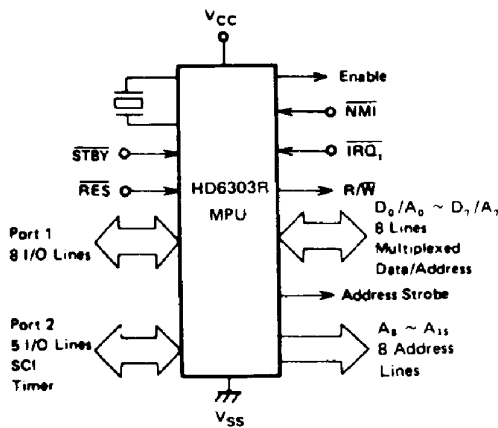 VCC
Enable
NMI
STBY
IRQ1
RES
HD6303R
MPU
R/W
Port 1
8 I/O Lines
D0/A0 ~ D7/A7
8 Lines
Multiplexed
Data/Address
Address Strobe
Port 2
5 I/O Lines
SCI
Timer
A8 ~ A15
8 Address
Lines
VSS